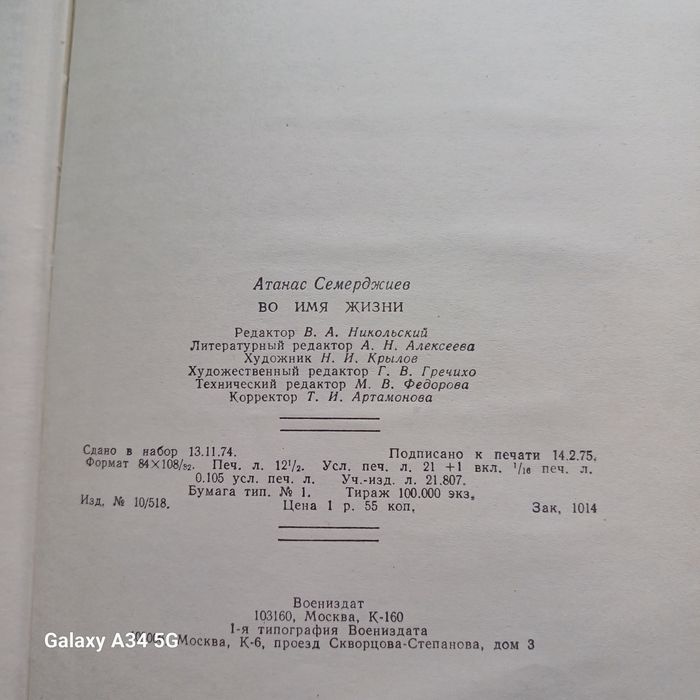 Атанас Семерджиев
ВО ИМЯ ЖИЗНИ
Редактор В. А. Никольский
Литературный редактор А. Н. Алексеева
Художник Н. И. Крылов
Художественный редактор Г. В. Гречихо
Технический редактор М. В. Федорова
Корректор Т. И. Артамонова
Сдано в набор 13.11.74. Подписано к печати 14.2.75.
Формат 84×108/32. Печ. л. 12½. Усл. печ. л. 21 +1 вкл. 1/16 печ. л.
0.105 усл. печ. л. Уч.-изд. л. 21.807.
Бумага тип. № 1. Тираж 100.000 экз.
Изд. № 10/518. Цена 1 р. 55 коп. Зак. 1014
Воениздат
103160, Москва, К-160
1-я типография Воениздата
Москва, К-6, проезд Скворцова-Степанова, дом 3
Galaxy A34 5G